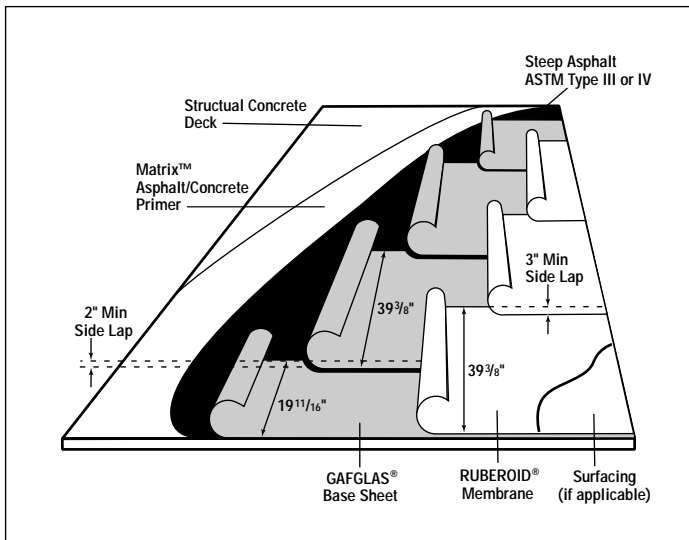 Steep Asphalt
ASTM Type III or IV
Structual Concrete
Deck
Matrix™
Asphalt/Concrete
Primer
3" Min
Side Lap
2" Min
Side Lap
39 3/8"
39 3/8"
19 11/16"
GAFGLAS®
Base Sheet
RUBEROID®
Membrane
Surfacing
(if applicable)